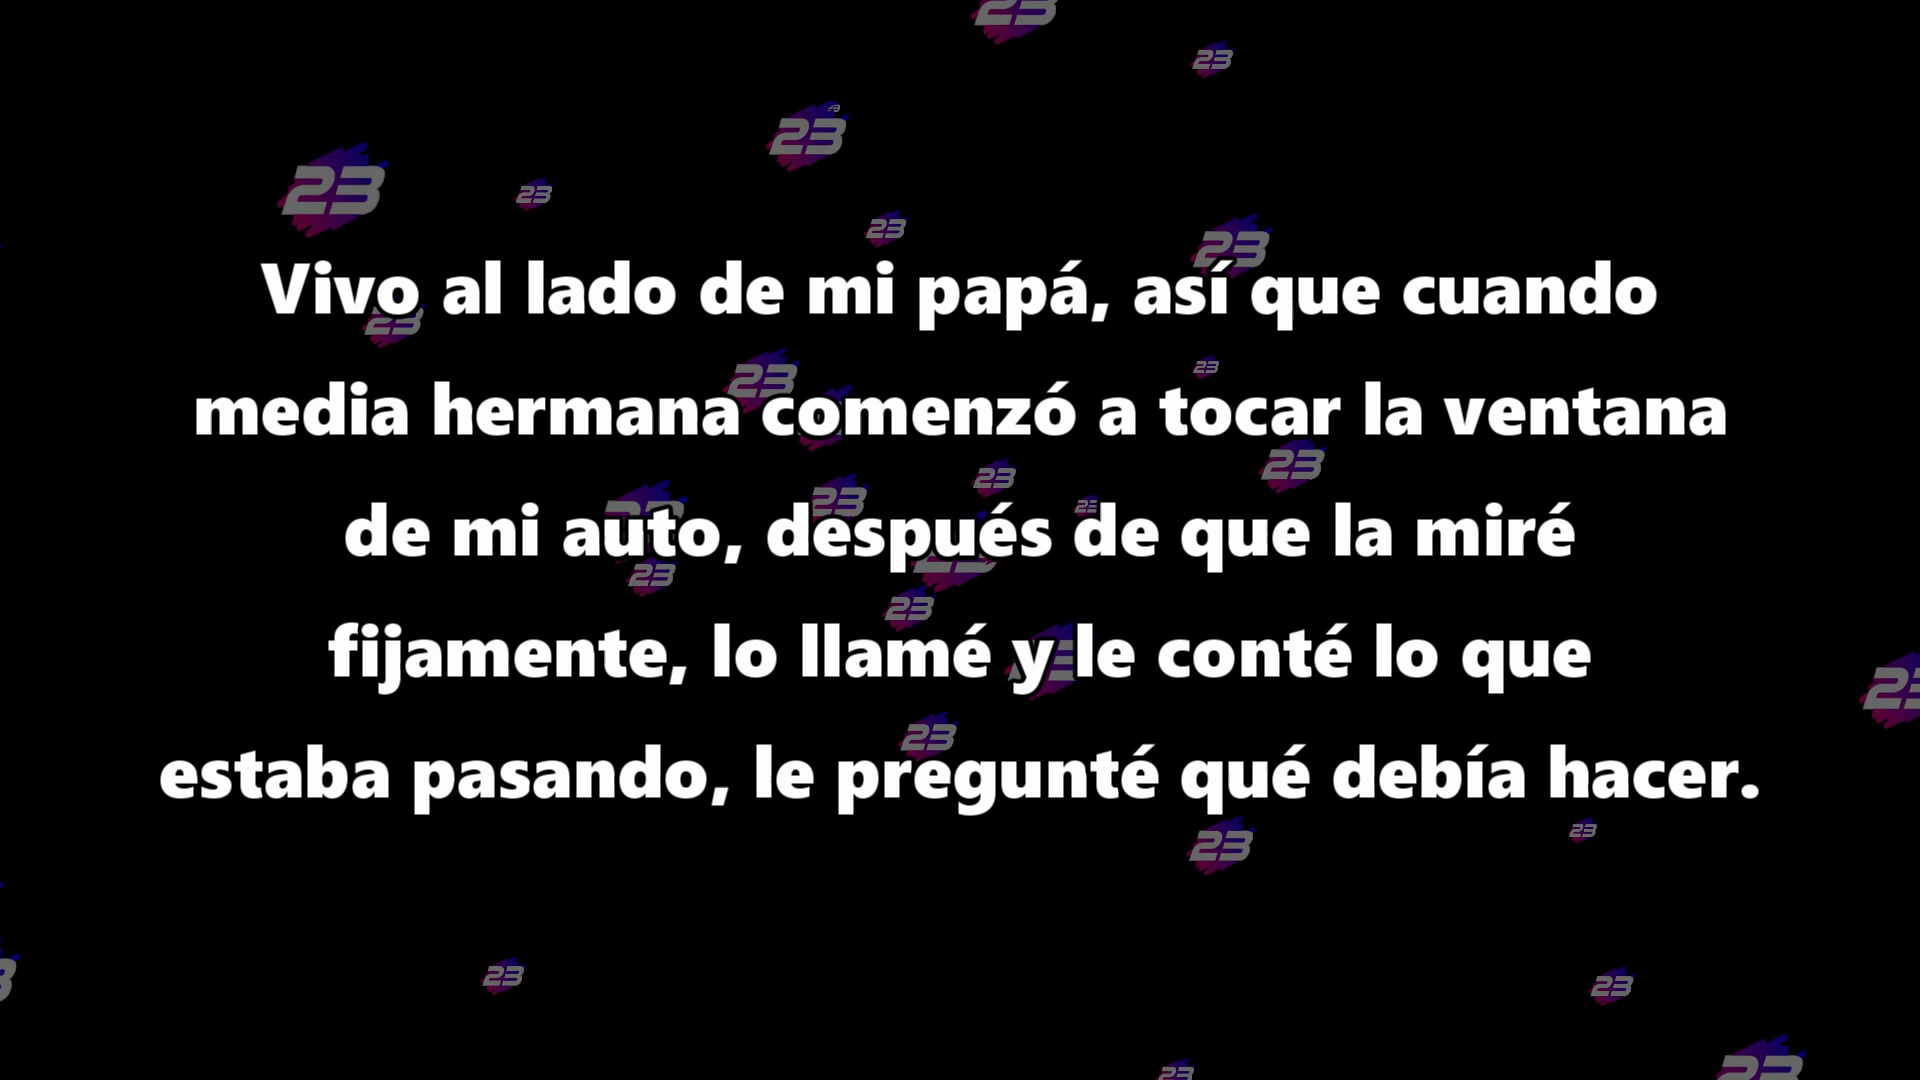 Vivo al lado de mi papá, así que cuando
media hermana comenzó a tocar la ventana
de mi auto, después de que la miré
fijamente, lo llamé y le conté lo que
estaba pasando, le pregunté qué debía hacer.